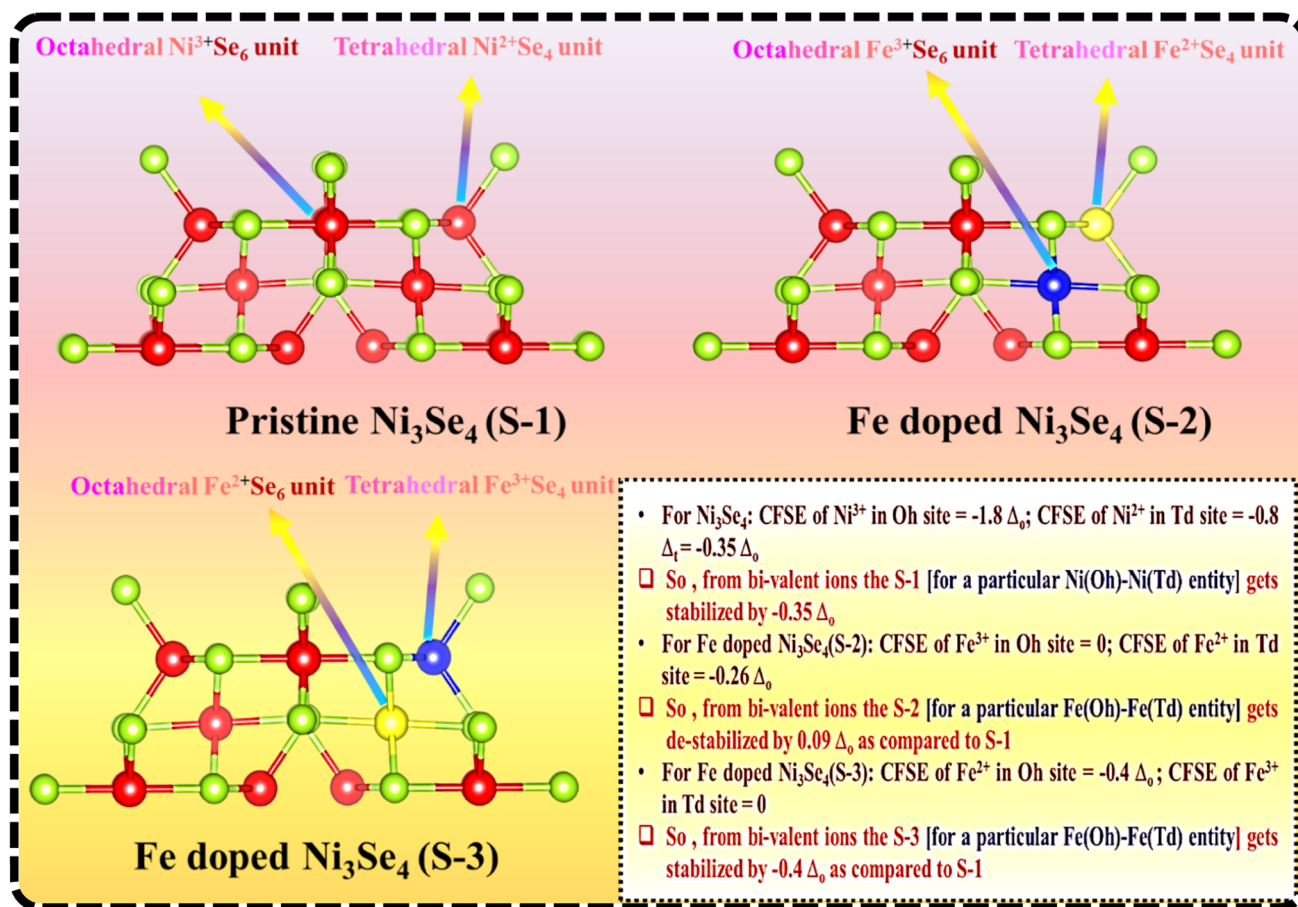 Octahedral Ni³⁺Se₆ unit Tetrahedral Ni²⁺Se₄ unit
Pristine Ni₃Se₄ (S-1)
Octahedral Fe³⁺Se₆ unit Tetrahedral Fe²⁺Se₄ unit
Fe doped Ni₃Se₄ (S-2)
Octahedral Fe²⁺Se₆ unit Tetrahedral Fe³⁺Se₄ unit
Fe doped Ni₃Se₄ (S-3)
• For Ni₃Se₄: CFSE of Ni³⁺ in Oh site = -1.8 Δₒ; CFSE of Ni²⁺ in Td site = -0.8
Δₜ = -0.35 Δₒ
❑ So , from bi-valent ions the S-1 [for a particular Ni(Oh)-Ni(Td) entity] gets
stabilized by -0.35 Δₒ
• For Fe doped Ni₃Se₄(S-2): CFSE of Fe³⁺ in Oh site = 0; CFSE of Fe²⁺ in Td
site = -0.26 Δₒ
❑ So , from bi-valent ions the S-2 [for a particular Fe(Oh)-Fe(Td) entity] gets
de-stabilized by 0.09 Δₒ as compared to S-1
• For Fe doped Ni₃Se₄(S-3): CFSE of Fe²⁺ in Oh site = -0.4 Δₒ ; CFSE of Fe³⁺
in Td site = 0
❑ So , from bi-valent ions the S-3 [for a particular Fe(Oh)-Fe(Td) entity] gets
stabilized by -0.4 Δₒ as compared to S-1